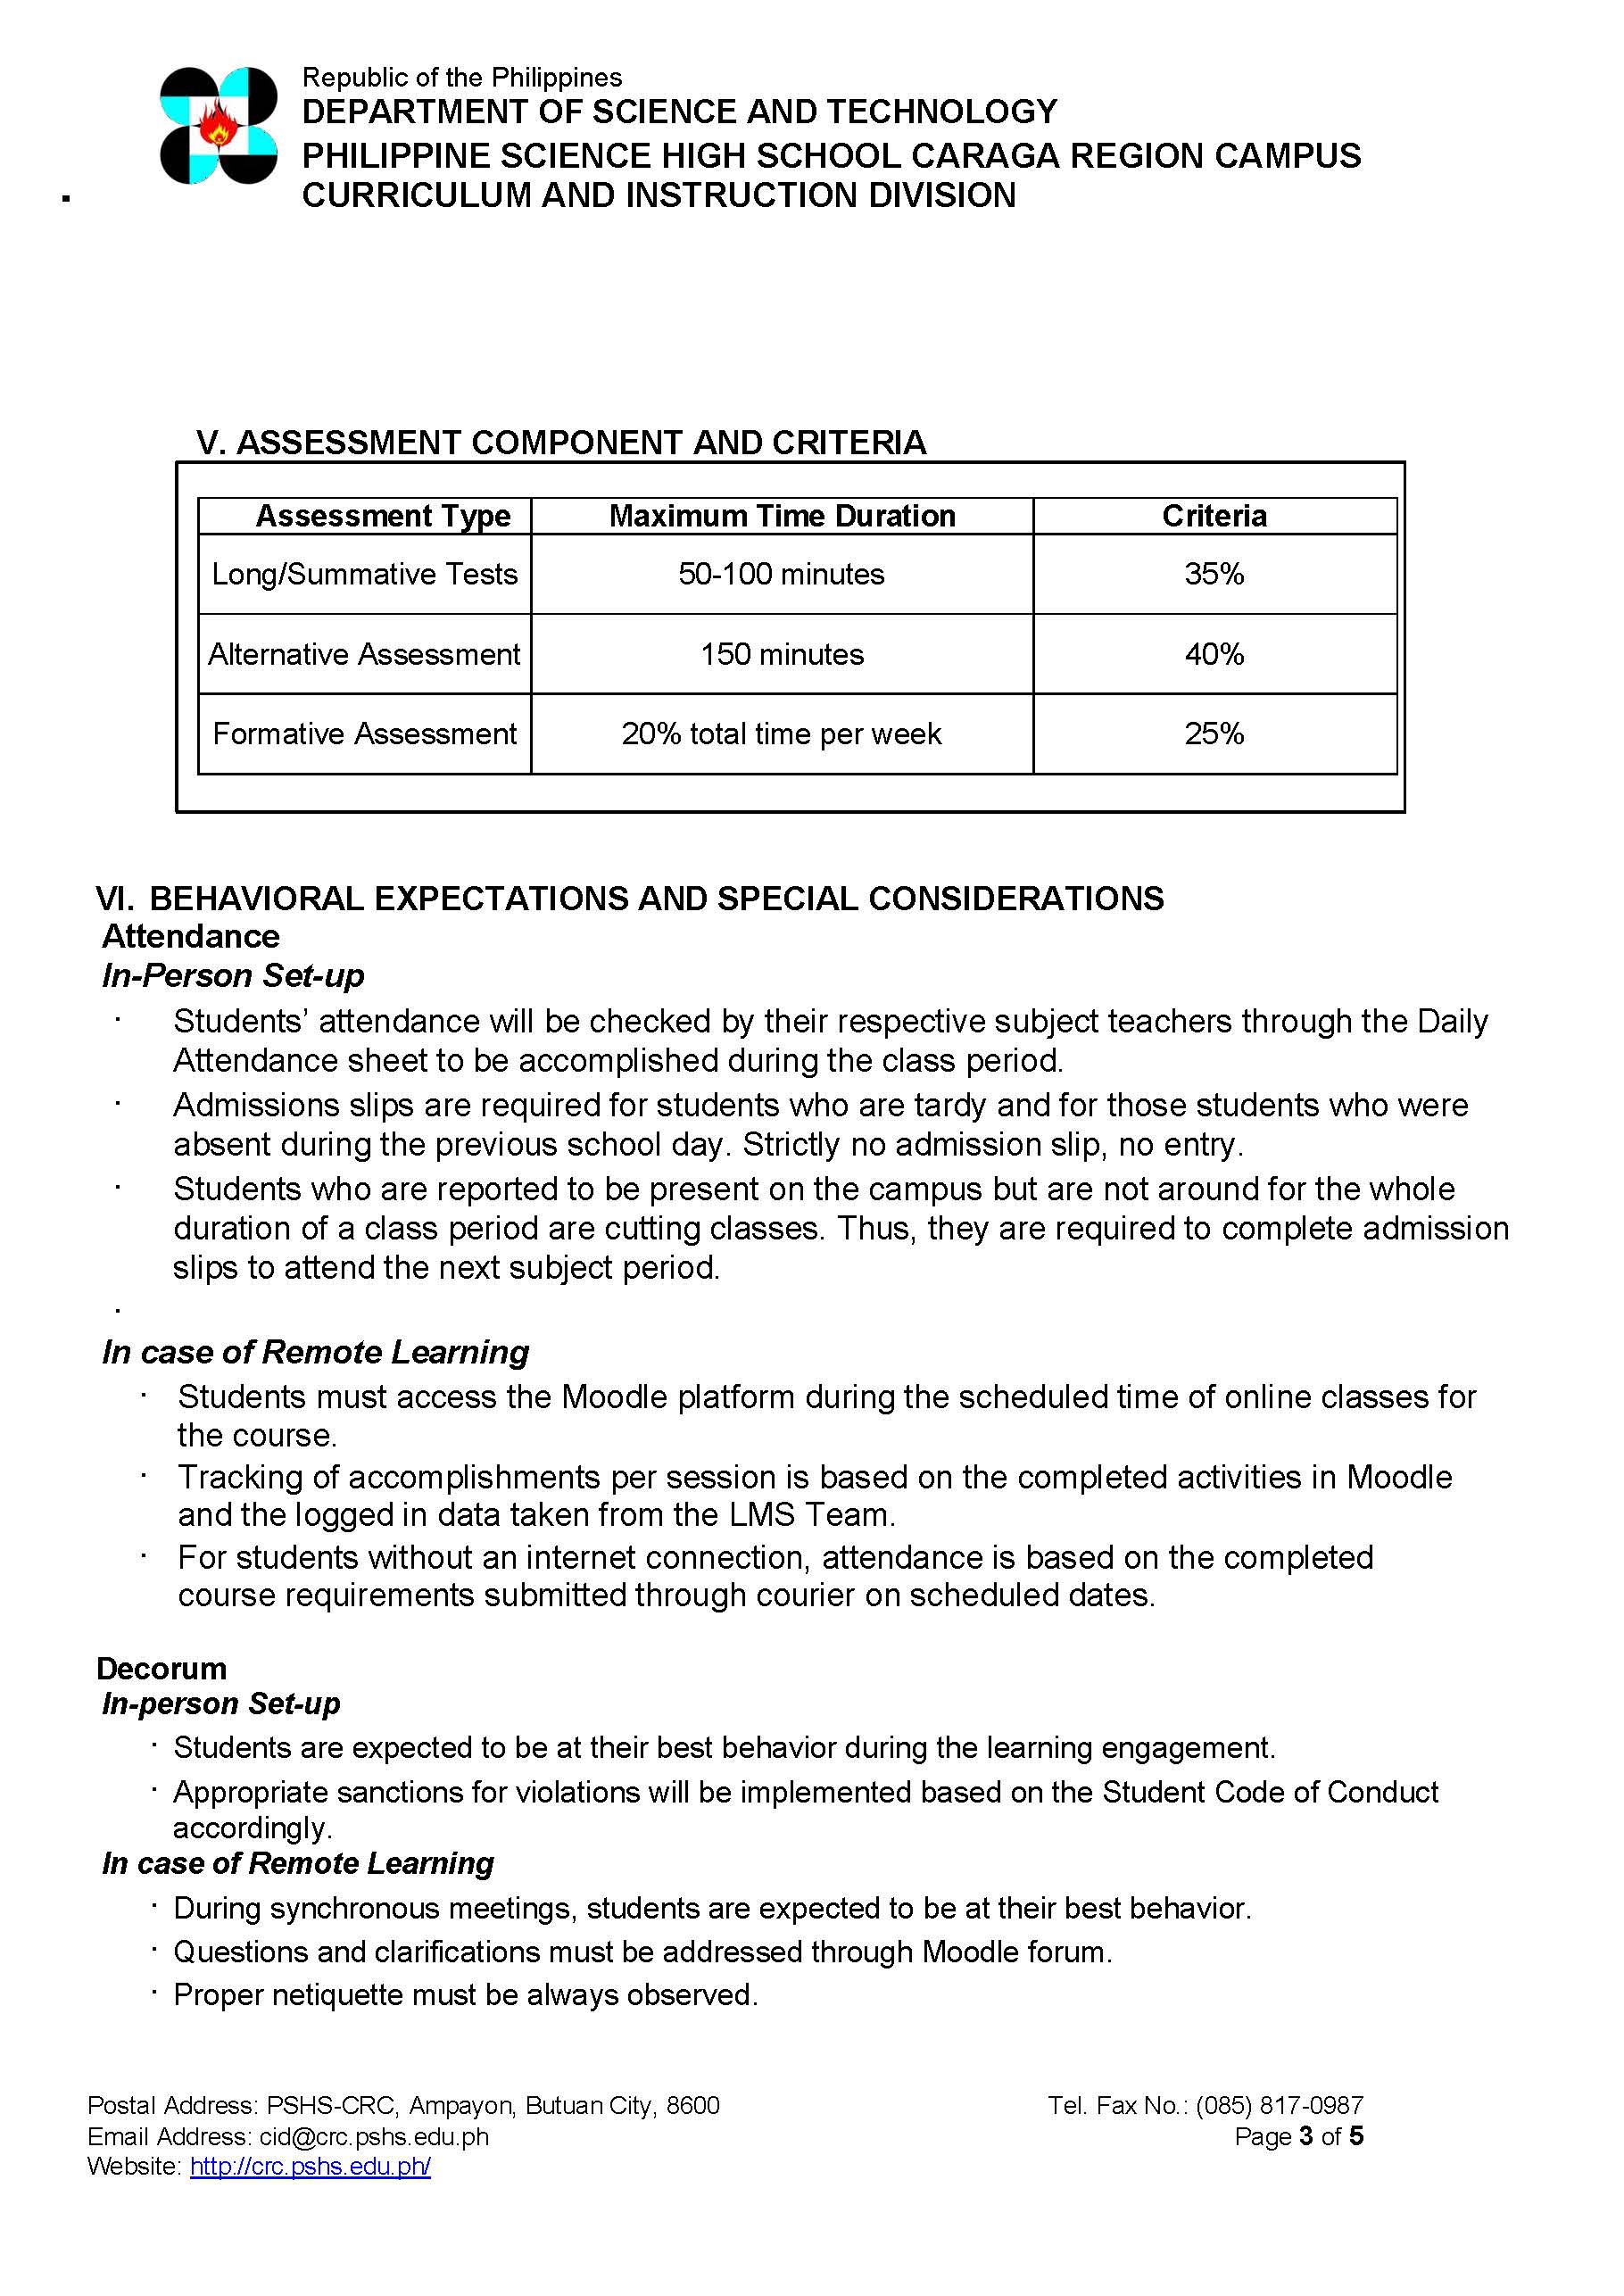 Republic of the Philippines
DEPARTMENT OF SCIENCE AND TECHNOLOGY
PHILIPPINE SCIENCE HIGH SCHOOL CARAGA REGION CAMPUS
CURRICULUM AND INSTRUCTION DIVISION
V. ASSESSMENT COMPONENT AND CRITERIA
Assessment Type Maximum Time Duration Criteria
Long/Summative Tests 50-100 minutes 35%
Alternative Assessment 150 minutes 40%
Formative Assessment 20% total time per week 25%
VI. BEHAVIORAL EXPECTATIONS AND SPECIAL CONSIDERATIONS
Attendance
In-Person Set-up
· Students’ attendance will be checked by their respective subject teachers through the Daily
Attendance sheet to be accomplished during the class period.
· Admissions slips are required for students who are tardy and for those students who were
absent during the previous school day. Strictly no admission slip, no entry.
· Students who are reported to be present on the campus but are not around for the whole
duration of a class period are cutting classes. Thus, they are required to complete admission
slips to attend the next subject period.
·
In case of Remote Learning
· Students must access the Moodle platform during the scheduled time of online classes for
the course.
· Tracking of accomplishments per session is based on the completed activities in Moodle
and the logged in data taken from the LMS Team.
· For students without an internet connection, attendance is based on the completed
course requirements submitted through courier on scheduled dates.
Decorum
In-person Set-up
· Students are expected to be at their best behavior during the learning engagement.
· Appropriate sanctions for violations will be implemented based on the Student Code of Conduct
accordingly.
In case of Remote Learning
· During synchronous meetings, students are expected to be at their best behavior.
· Questions and clarifications must be addressed through Moodle forum.
· Proper netiquette must be always observed.
Postal Address: PSHS-CRC, Ampayon, Butuan City, 8600 Tel. Fax No.: (085) 817-0987
Email Address: cid@crc.pshs.edu.ph Page 3 of 5
Website: http://crc.pshs.edu.ph/